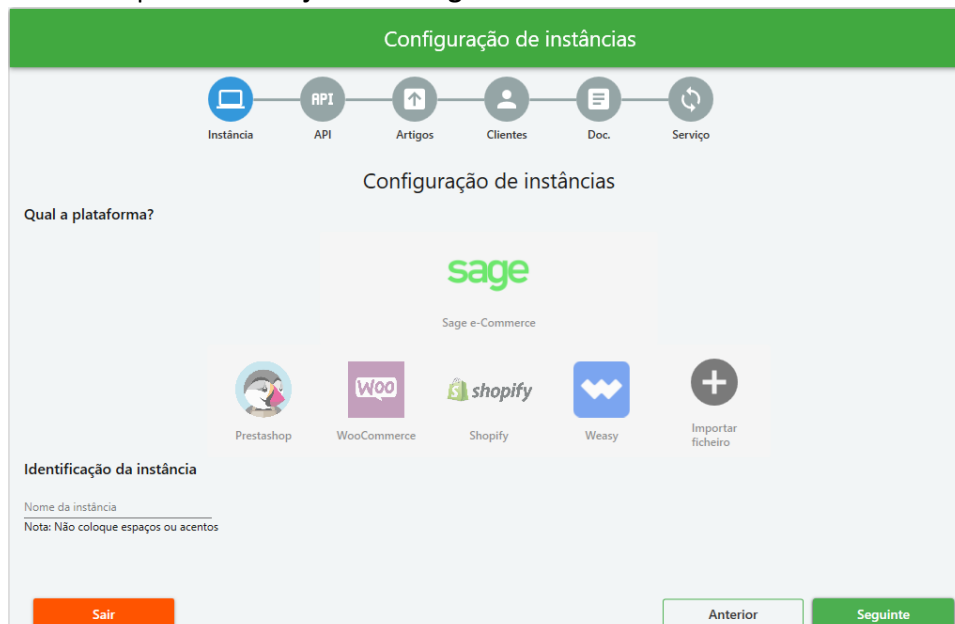 Configuração de instâncias
API
Instância API Artigos Clientes Doc. Serviço
Configuração de instâncias
Qual a plataforma?
sage
Sage e-Commerce
Woo
shopify
Prestashop WooCommerce Shopify Weasy Importar ficheiro
Identificação da instância
Nome da instância
Nota: Não coloque espaços ou acentos
Sair Anterior Seguinte